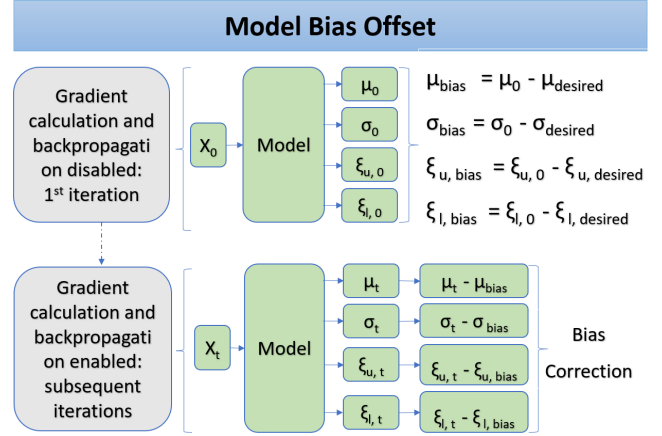 Model Bias Offset
Gradient
calculation and
backpropagati
on disabled:
1st iteration
X0
Model
μ0
σ0
ξu, 0
ξl, 0
μbias = μ0 - μdesired
σbias = σ0 - σdesired
ξu, bias = ξu, 0 - ξu, desired
ξl, bias = ξl, 0 - ξl, desired
Gradient
calculation and
backpropagati
on enabled:
subsequent
iterations
Xt
Model
μt
σt
ξu, t
ξl, t
μt - μbias
σt - σbias
ξu, t - ξu, bias
ξl, t - ξl, bias
Bias
Correction